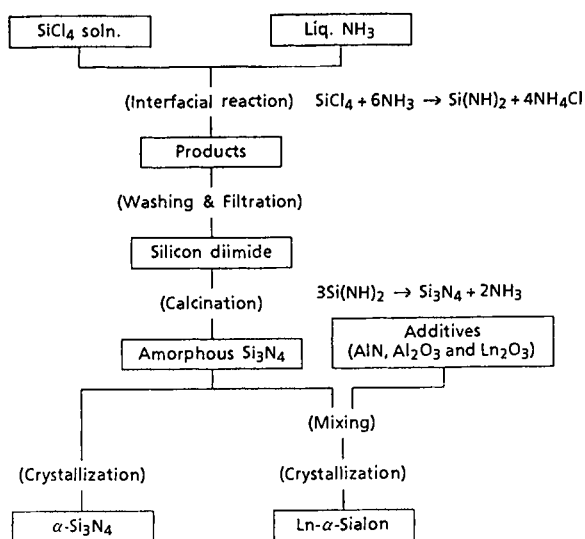 SiCl₄ soln.
Liq. NH₃
(Interfacial reaction) SiCl₄ + 6NH₃ → Si(NH)₂ + 4NH₄Cl
Products
(Washing & Filtration)
Silicon diimide
3Si(NH)₂ → Si₃N₄ + 2NH₃
(Calcination)
Additives
(AlN, Al₂O₃ and Ln₂O₃)
Amorphous Si₃N₄
(Mixing)
(Crystallization)
(Crystallization)
α-Si₃N₄
Ln-α-Sialon